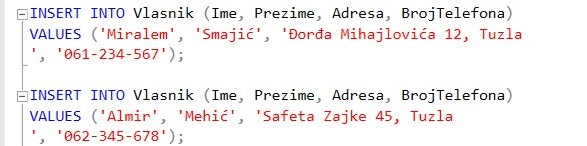 INSERT INTO Vlasnik (Ime, Prezime, Adresa, BrojTelefona)
VALUES ('Miralem', 'Smajić', 'Đorđa Mihajlovića 12, Tuzla
', '061-234-567');
INSERT INTO Vlasnik (Ime, Prezime, Adresa, BrojTelefona)
VALUES ('Almir', 'Mehić', 'Safeta Zajke 45, Tuzla
', '062-345-678');